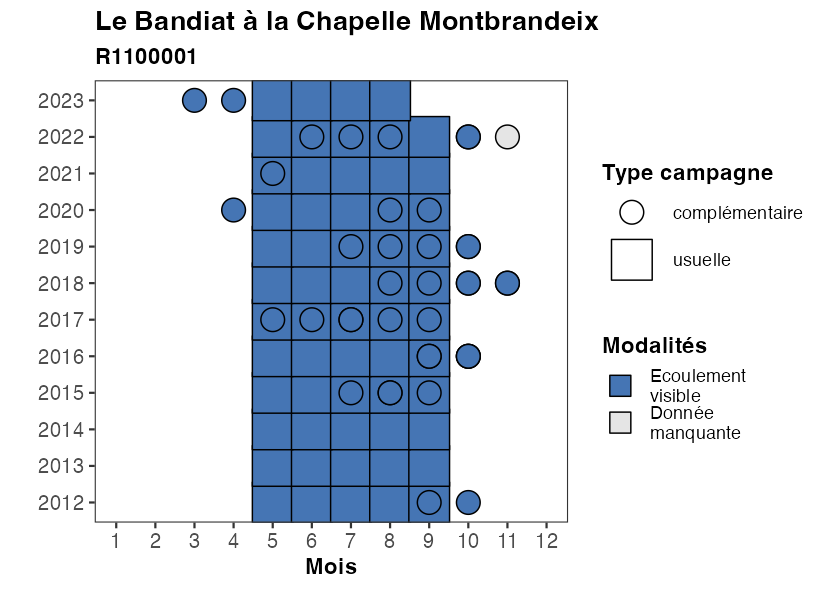 Le Bandiat à la Chapelle Montbrandeix
R1100001
2023
2022
2021
2020
2019
2018
2017
2016
2015
2014
2013
2012
1 2 3 4 5 6 7 8 9 10 11 12
Mois
Type campagne
complémentaire
usuelle
Modalités
Ecoulement
visible
Donnée
manquante